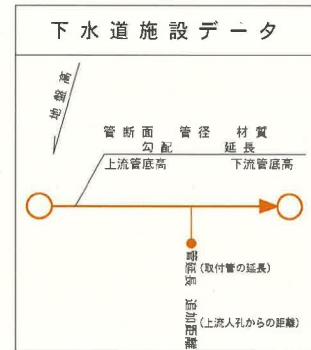 下水道施設データ
地盤高
管断面 管径 材質
勾配 延長
上流管底高 下流管底高
管延長 (取付管の延長)
追加距離 (上流人孔からの距離)